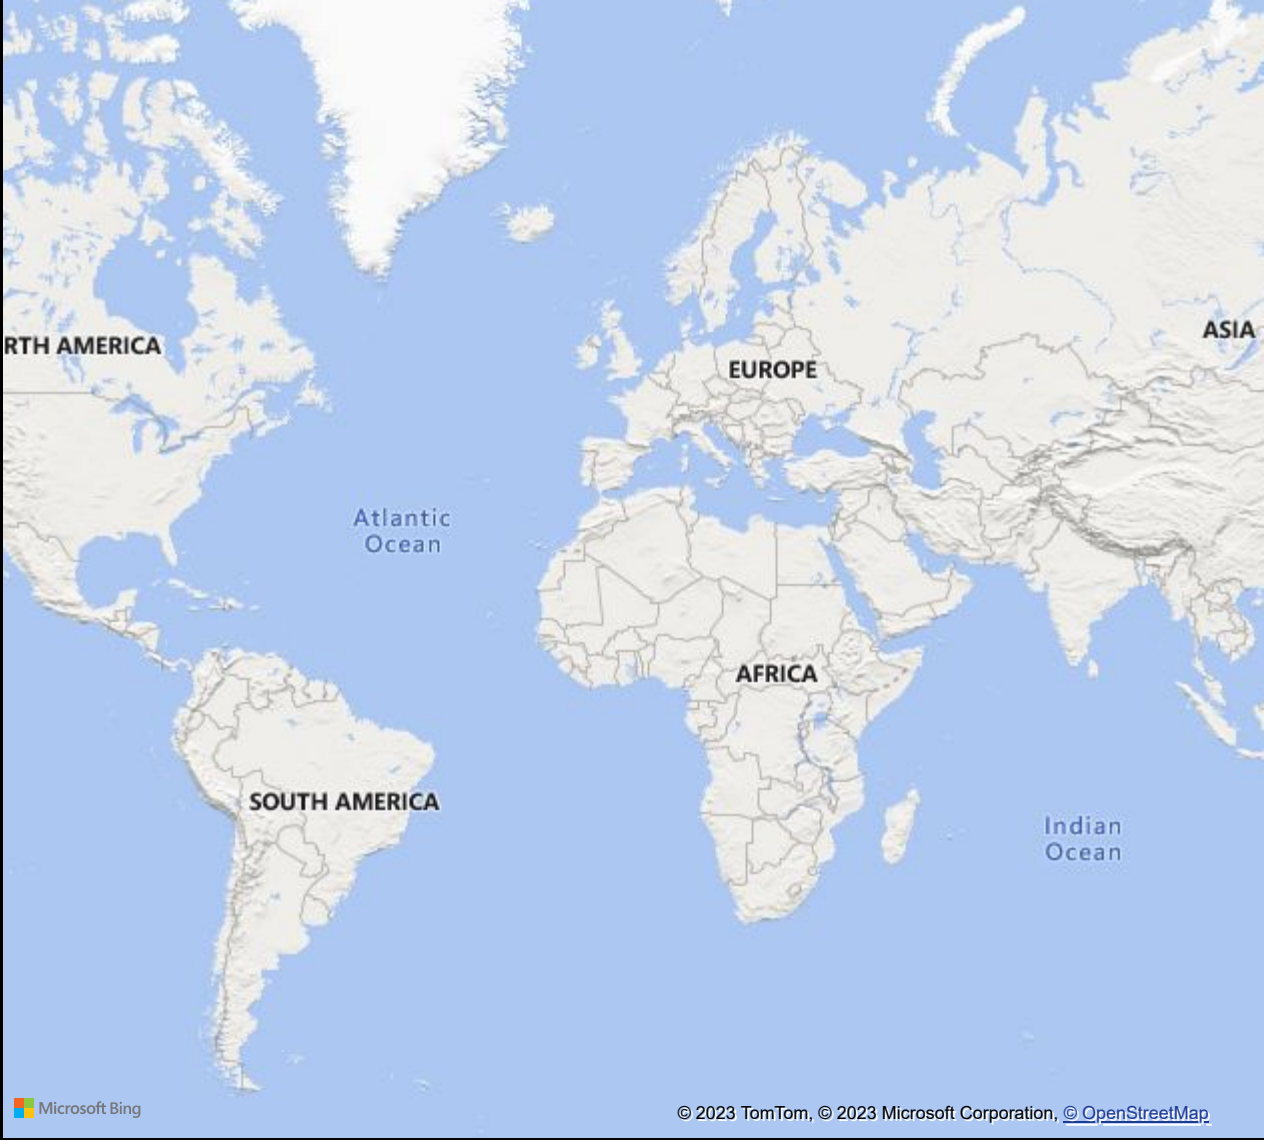 RTH AMERICA
ASIA
EUROPE
Atlantic
Ocean
AFRICA
SOUTH AMERICA
Indian
Ocean
Microsoft Bing
© 2023 TomTom, © 2023 Microsoft Corporation, © OpenStreetMap